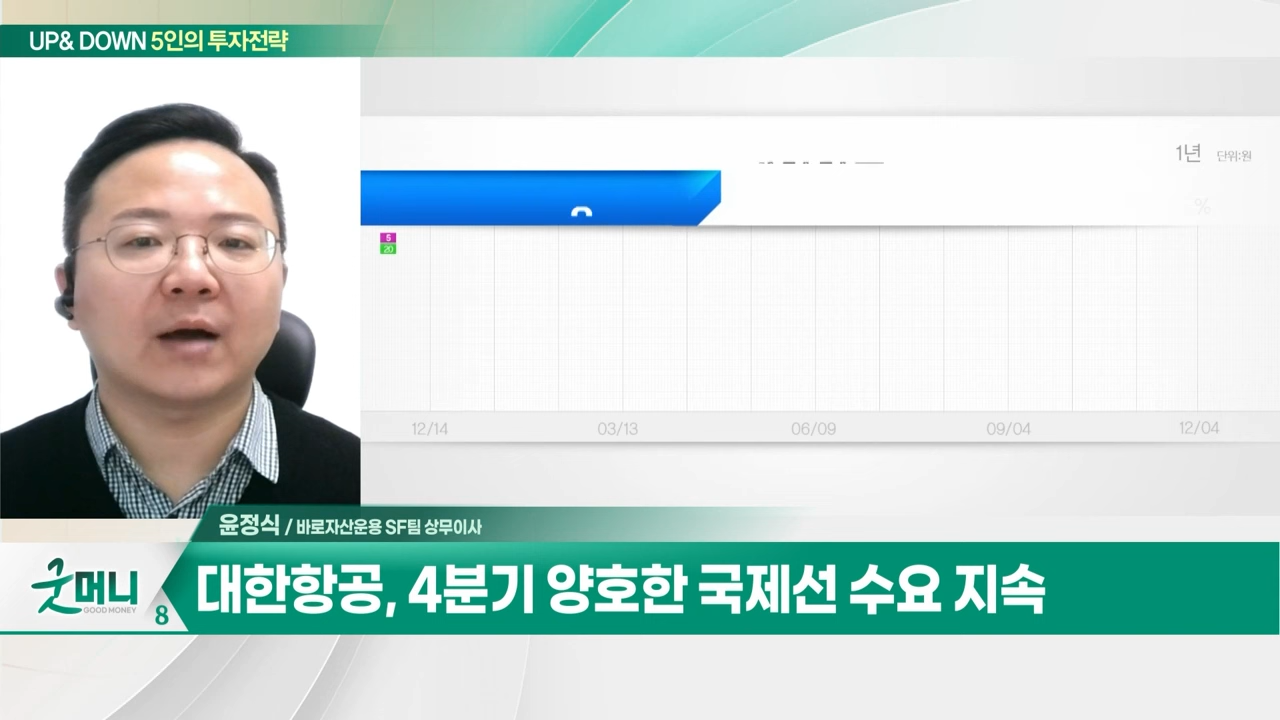 UP& DOWN 5인의 투자전략
1년 단위:원
%
5
20
12/14 03/13 06/09 09/04 12/04
윤정식 / 바로자산운용 SF팀 상무이사
굿머니
GOOD MONEY
8
대한항공, 4분기 양호한 국제선 수요 지속